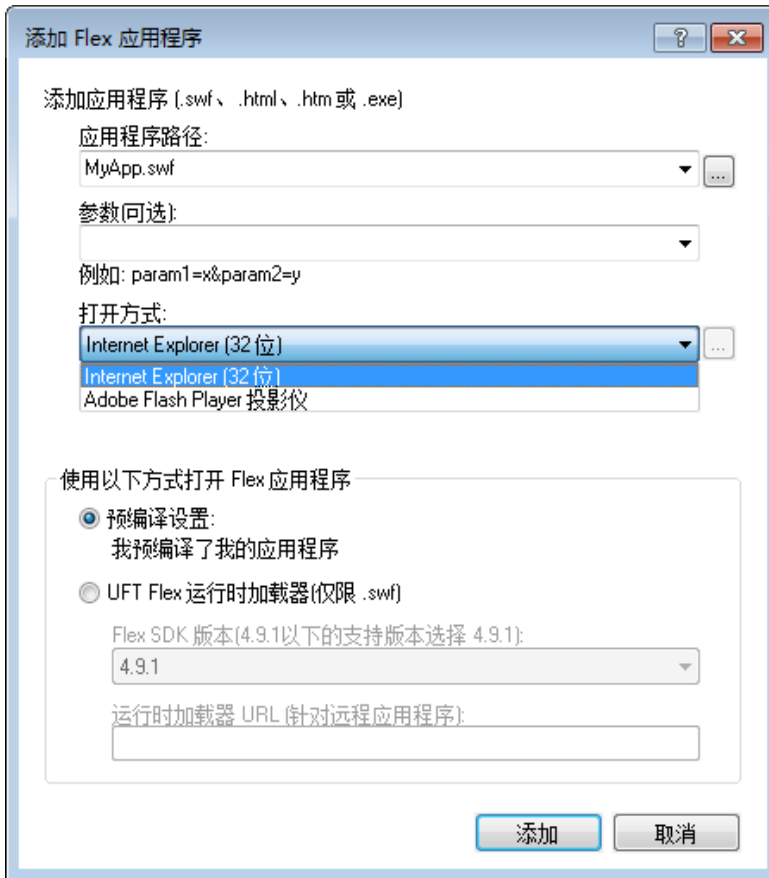 添加 Flex 应用程序
添加应用程序 (.swf、.html、.htm 或 .exe)
应用程序路径:
MyApp.swf
...
参数(可选):
例如: param1=x&param2=y
打开方式:
Internet Explorer (32 位)
...
Internet Explorer (32 位)
Adobe Flash Player 投影仪
使用以下方式打开 Flex 应用程序
预编译设置:
我预编译了我的应用程序
UFT Flex 运行时加载器(仅限 .swf)
Flex SDK 版本(4.9.1以下的支持版本选择 4.9.1):
4.9.1
运行时加载器 URL (针对远程应用程序):
添加
取消